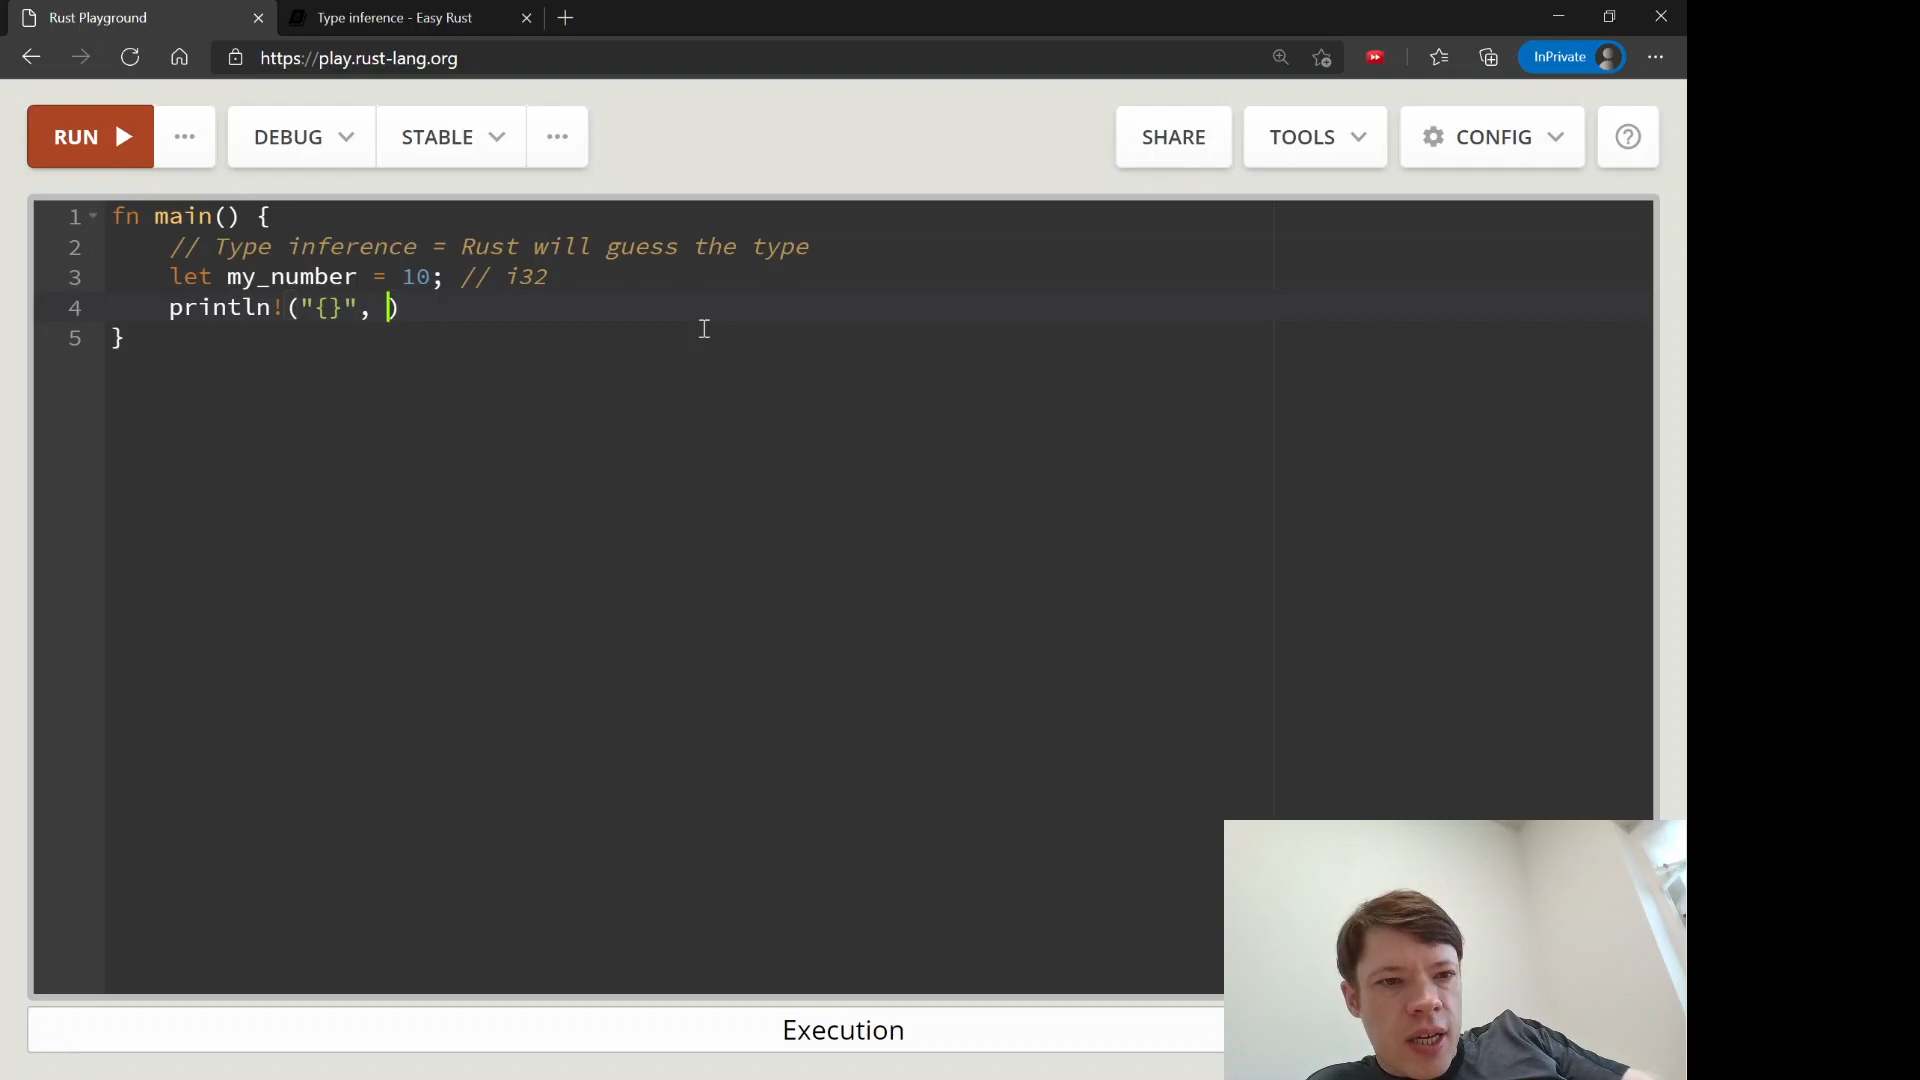 Rust Playground
Type inference - Easy Rust
https://play.rust-lang.org
InPrivate
RUN
DEBUG
STABLE
SHARE
TOOLS
CONFIG
1 fn main() {
2 // Type inference = Rust will guess the type
3 let my_number = 10; // i32
4 println!("{}", )
5 }
Execution